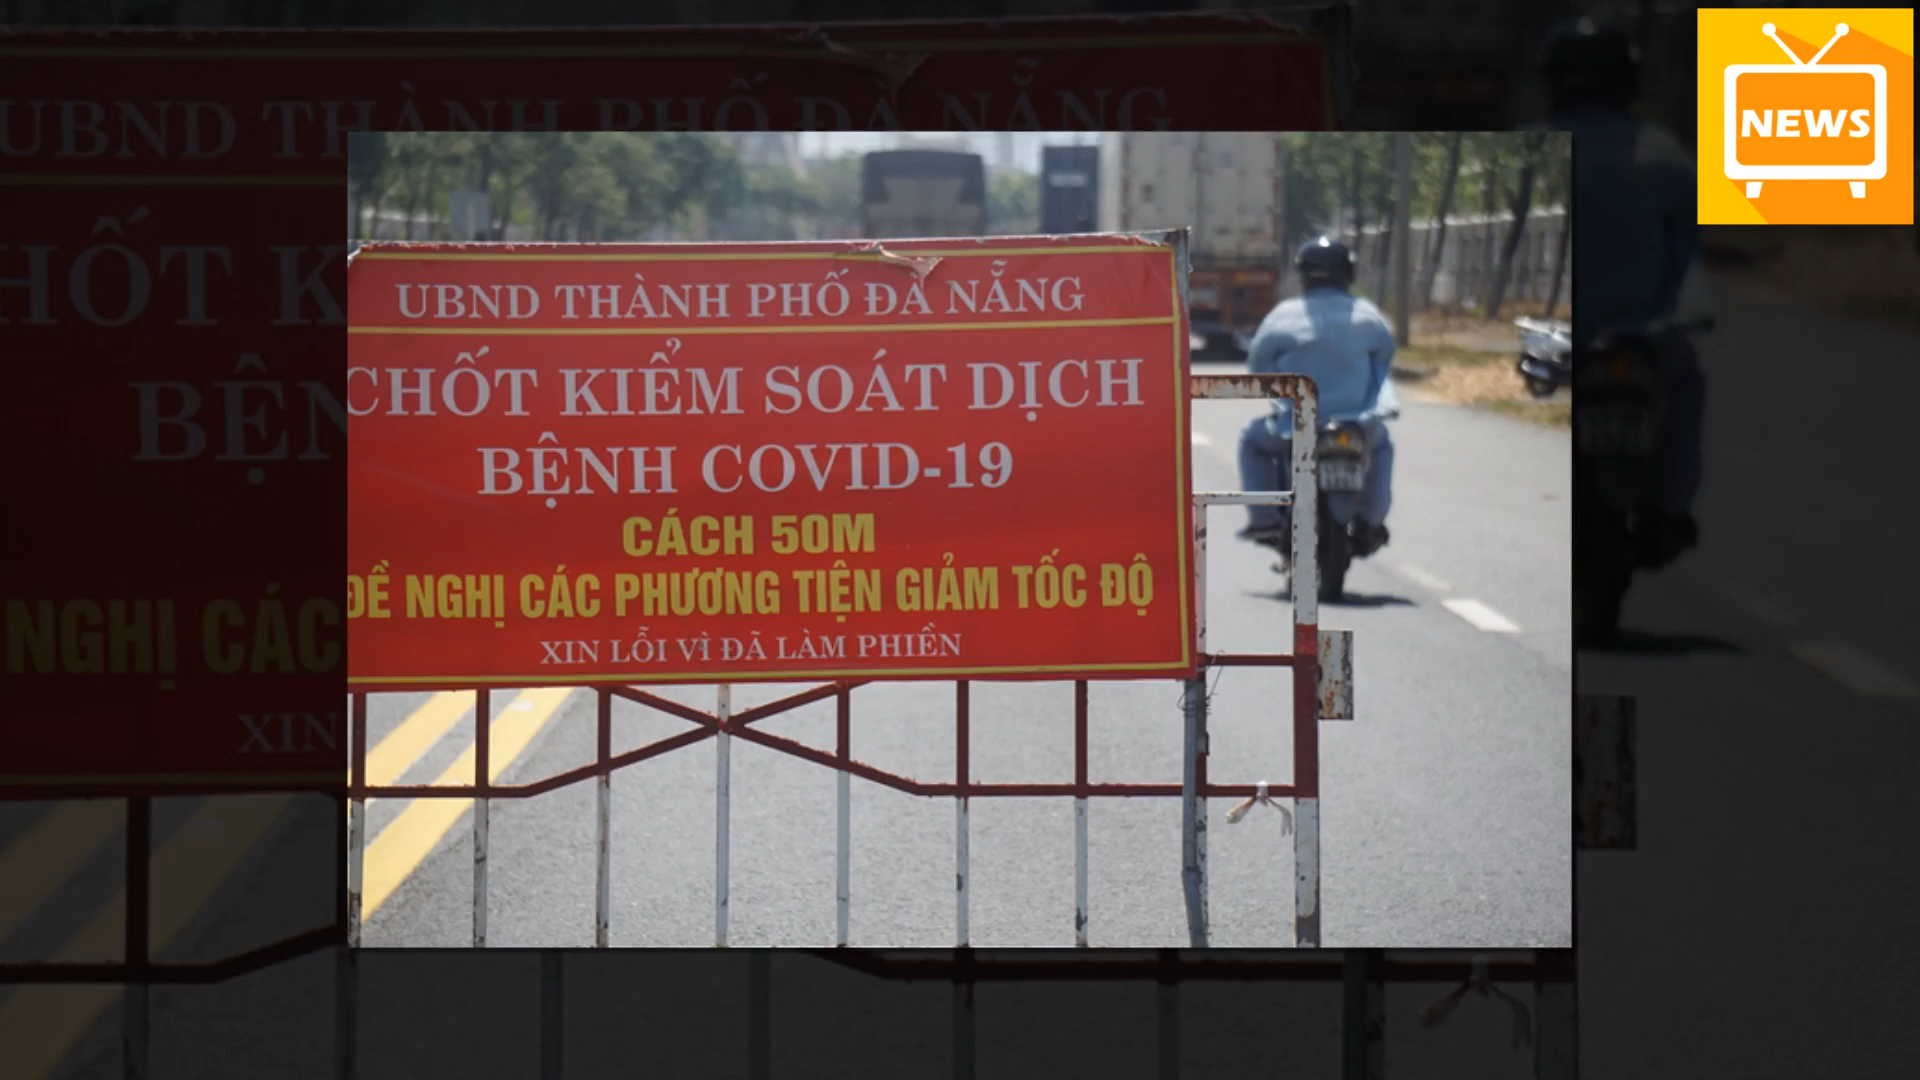 NEWS
UBND THÀNH PHỐ ĐÀ NẴNG
CHỐT KIỂM SOÁT DỊCH
BỆNH COVID-19
CÁCH 50M
ĐỀ NGHỊ CÁC PHƯƠNG TIỆN GIẢM TỐC ĐỘ
XIN LỖI VÌ ĐÃ LÀM PHIỀN